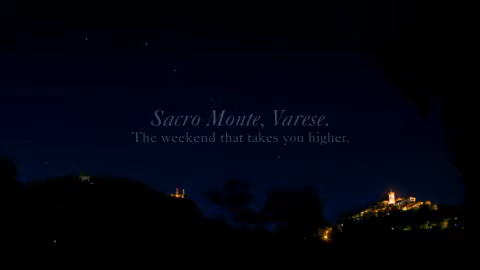 Sacro Monte, Varese.
The weekend that takes you higher.